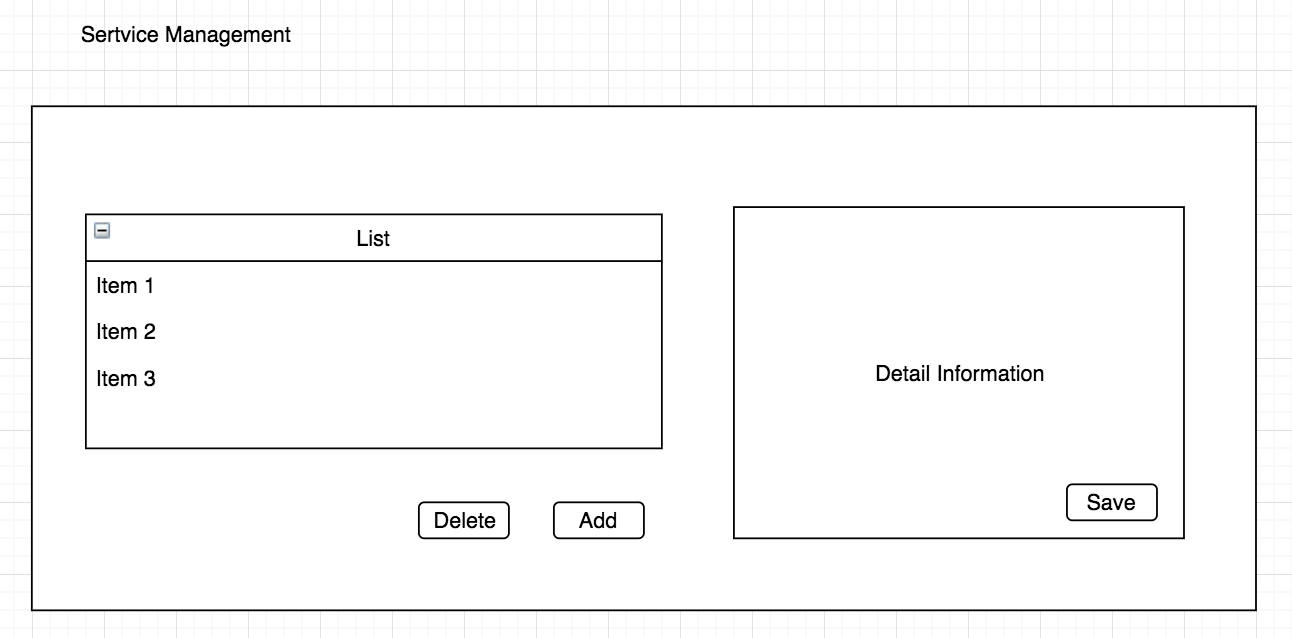 Sertvice Management
List
Item 1
Item 2
Item 3
Detail Information
Save
Delete
Add